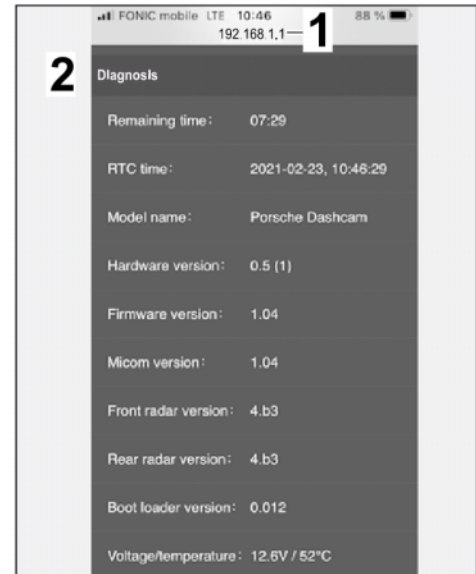 FONIC mobile LTE 10:46 88 %
192.168.1.1 1
2 Diagnosis
Remaining time: 07:29
RTC time: 2021-02-23, 10:46:29
Model name: Porsche Dashcam
Hardware version: 0.5 (1)
Firmware version: 1.04
Micom version: 1.04
Front radar version: 4.b3
Rear radar version: 4.b3
Boot loader version: 0.012
Voltage/temperature: 12.6V / 52°C